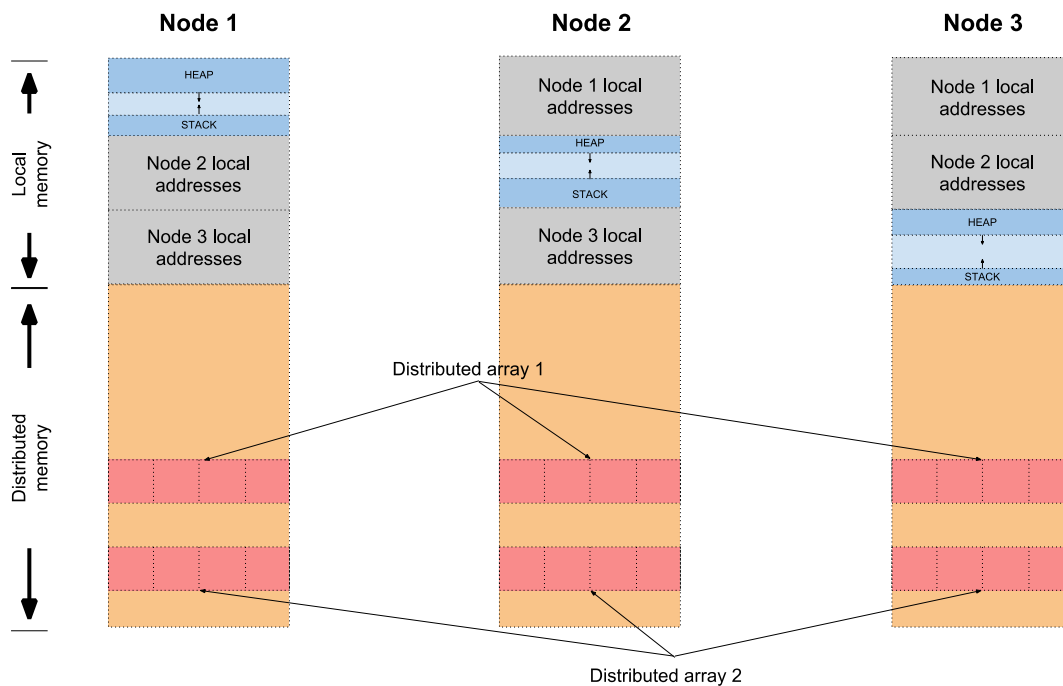 Node 1
Node 2
Node 3
Local
memory
Distributed
memory
HEAP
STACK
Node 2 local
addresses
Node 3 local
addresses
Node 1 local
addresses
HEAP
STACK
Node 3 local
addresses
Node 1 local
addresses
Node 2 local
addresses
HEAP
STACK
Distributed array 1
Distributed array 2